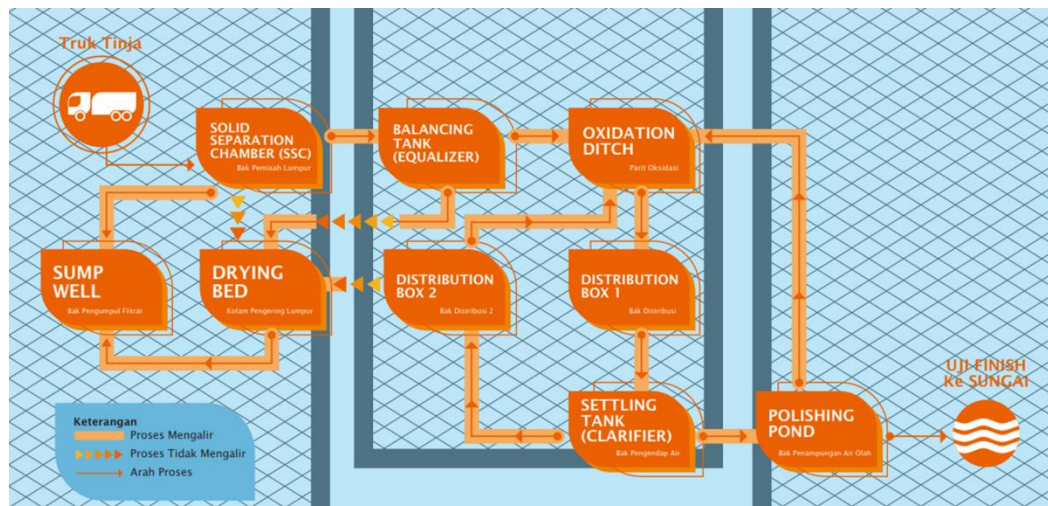 Truk Tinja
SOLID
SEPARATION
CHAMBER (SSC)
Bak Pemisah Lumpur
BALANCING
TANK
(EQUALIZER)
OXIDATION
DITCH
Parit Oksidasi
SUMP
WELL
Bak Pengumpul Filtrat
DRYING
BED
Kolam Pengering Lumpur
DISTRIBUTION
BOX 2
Bak Distribusi 2
DISTRIBUTION
BOX 1
Bak Distribusi
SETTLING
TANK
(CLARIFIER)
Bak Pengendap Air
POLISHING
POND
Bak Penampungan Air Olah
UJI FINISH
Ke SUNGAI
Keterangan
Proses Mengalir
Proses Tidak Mengalir
Arah Proses